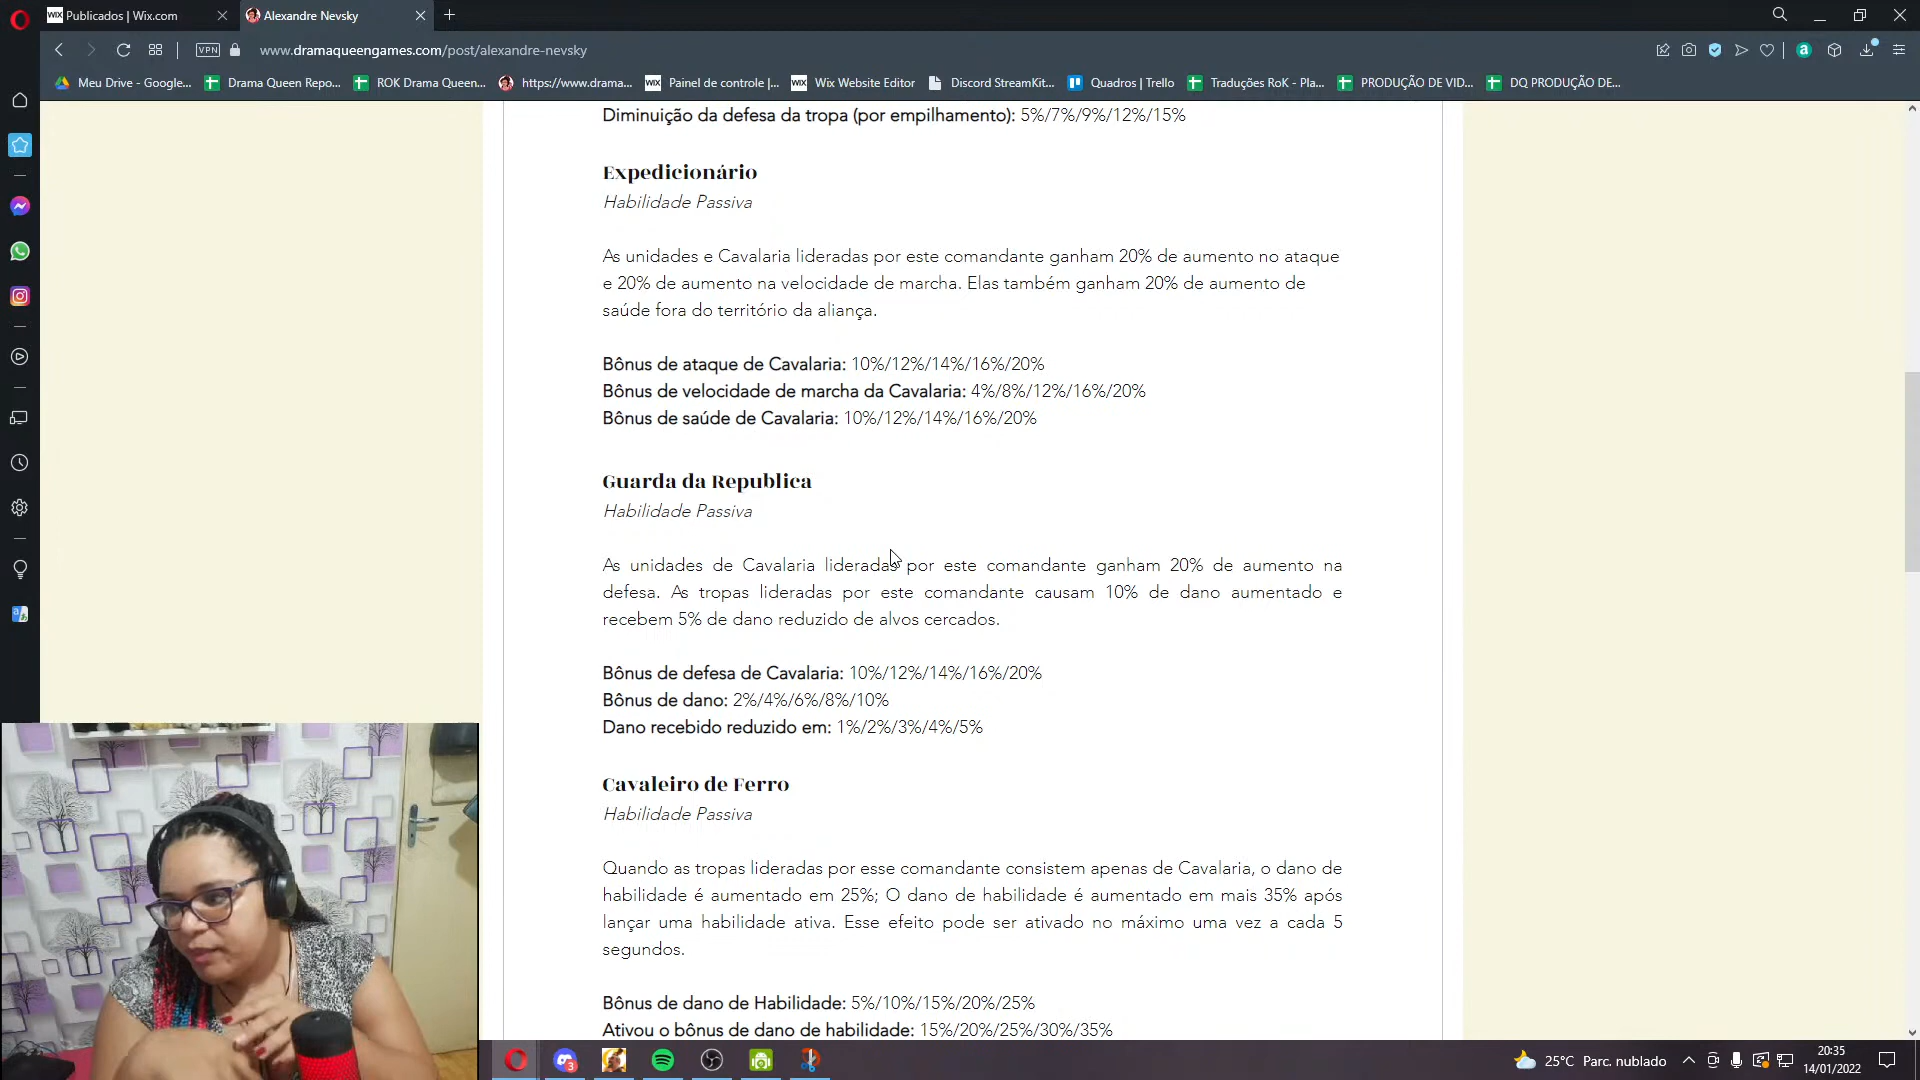 Publicados | Wix.com
Alexandre Nevsky
VPN
www.dramaqueengames.com/post/alexandre-nevsky
Meu Drive - Google...
Drama Queen Repo...
ROK Drama Queen...
https://www.drama...
WIX Painel de controle |...
WIX Wix Website Editor
Discord StreamKit...
Quadros | Trello
Traduções RoK - Pla...
PRODUÇÃO DE VID...
DQ PRODUÇÃO DE...
Diminuição da defesa da tropa (por empilhamento): 5%/7%/9%/12%/15%
Expedicionário
Habilidade Passiva
As unidades e Cavalaria lideradas por este comandante ganham 20% de aumento no ataque
e 20% de aumento na velocidade de marcha. Elas também ganham 20% de aumento de
saúde fora do território da aliança.
Bônus de ataque de Cavalaria: 10%/12%/14%/16%/20%
Bônus de velocidade de marcha da Cavalaria: 4%/8%/12%/16%/20%
Bônus de saúde de Cavalaria: 10%/12%/14%/16%/20%
Guarda da Republica
Habilidade Passiva
As unidades de Cavalaria lideradas por este comandante ganham 20% de aumento na
defesa. As tropas lideradas por este comandante causam 10% de dano aumentado e
recebem 5% de dano reduzido de alvos cercados.
Bônus de defesa de Cavalaria: 10%/12%/14%/16%/20%
Bônus de dano: 2%/4%/6%/8%/10%
Dano recebido reduzido em: 1%/2%/3%/4%/5%
Cavaleiro de Ferro
Habilidade Passiva
Quando as tropas lideradas por esse comandante consistem apenas de Cavalaria, o dano de
habilidade é aumentado em 25%; O dano de habilidade é aumentado em mais 35% após
lançar uma habilidade ativa. Esse efeito pode ser ativado no máximo uma vez a cada 5
segundos.
Bônus de dano de Habilidade: 5%/10%/15%/20%/25%
Ativou o bônus de dano de habilidade: 15%/20%/25%/30%/35%
25°C Parc. nublado
20:35
14/01/2022